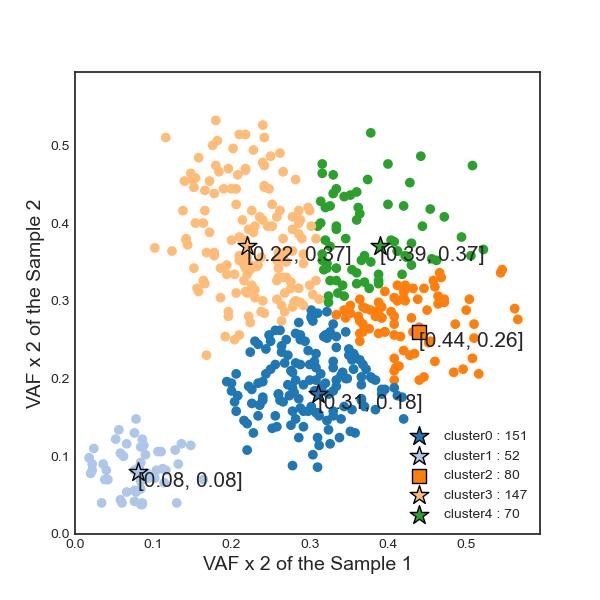 0.5
0.4
0.3
0.2
0.1
0.0
VAF x 2 of the Sample 2
[0.22, 0.37]
[0.39, 0.37]
[0.44, 0.26]
[0.31, 0.18]
[0.08, 0.08]
cluster0 : 151
cluster1 : 52
cluster2 : 80
cluster3 : 147
cluster4 : 70
0.0 0.1 0.2 0.3 0.4 0.5
VAF x 2 of the Sample 1